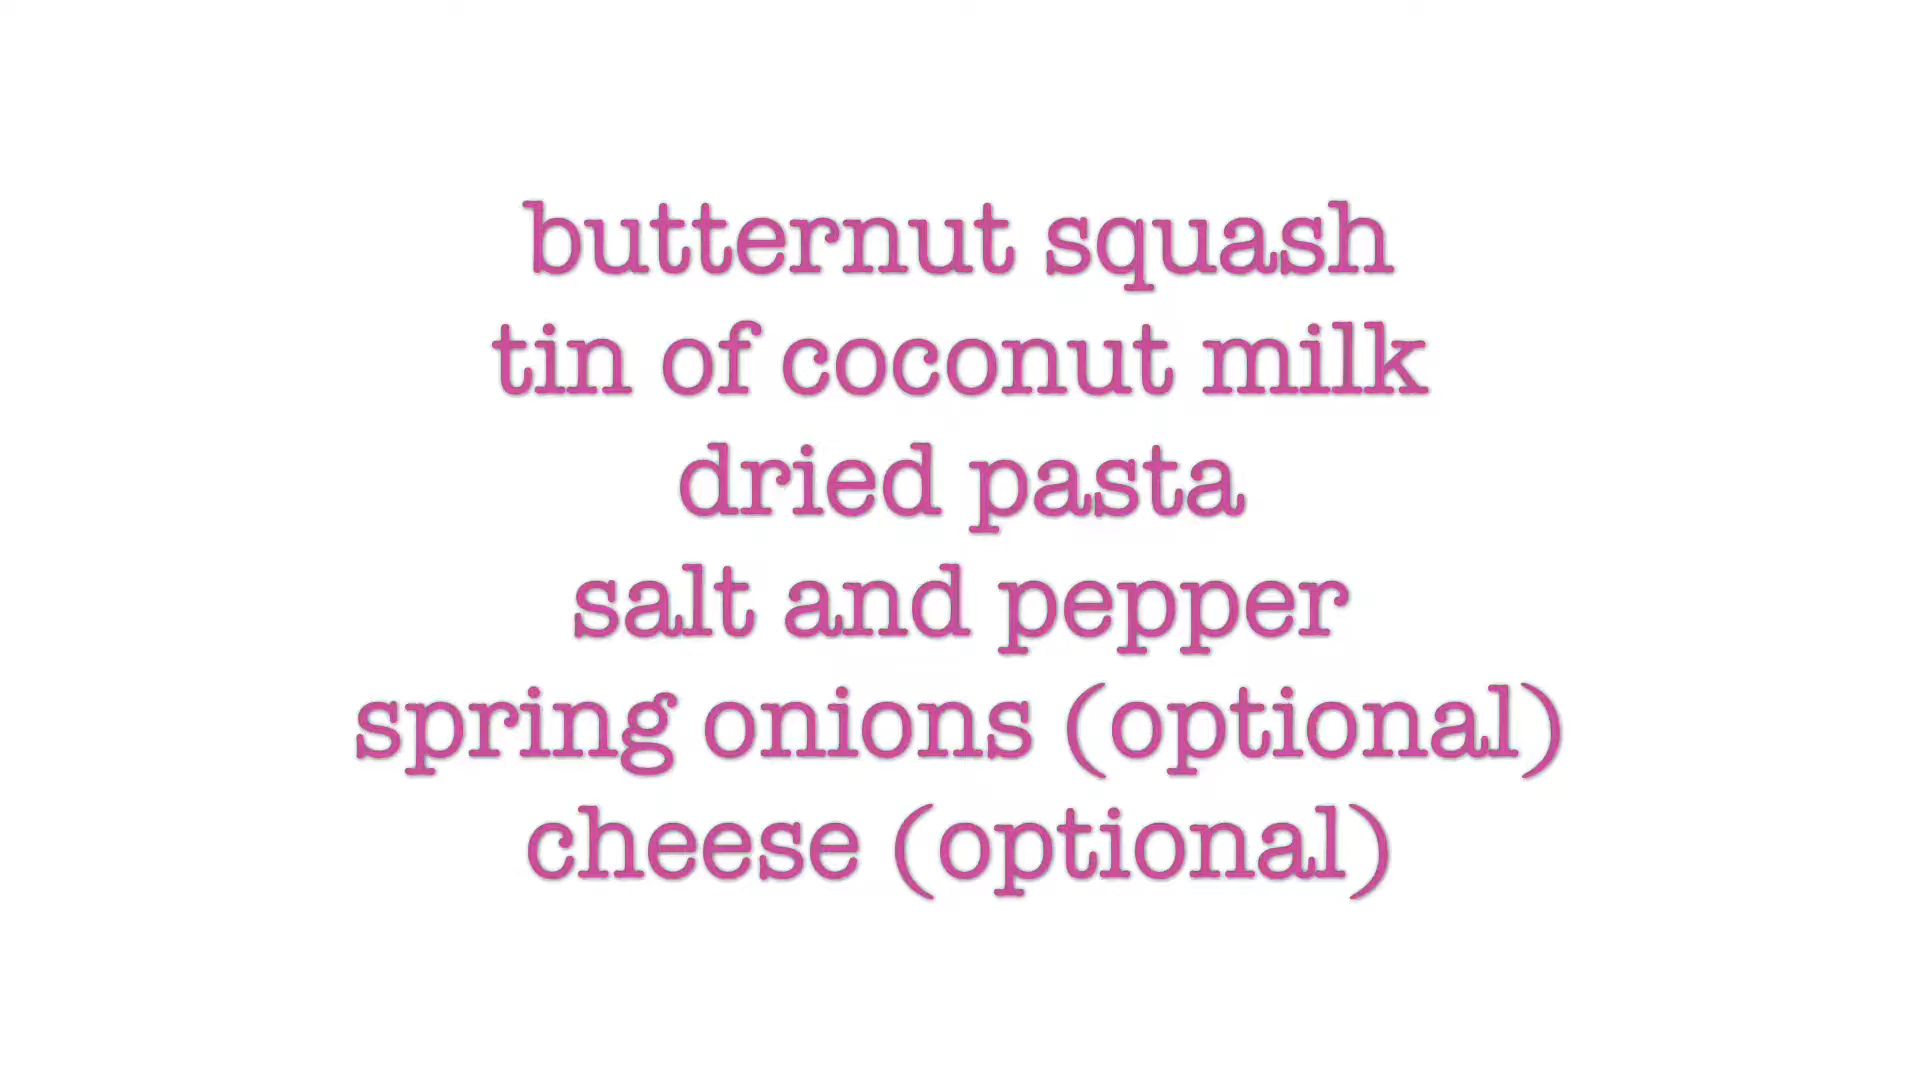 butternut squash
tin of coconut milk
dried pasta
salt and pepper
spring onions (optional)
cheese (optional)